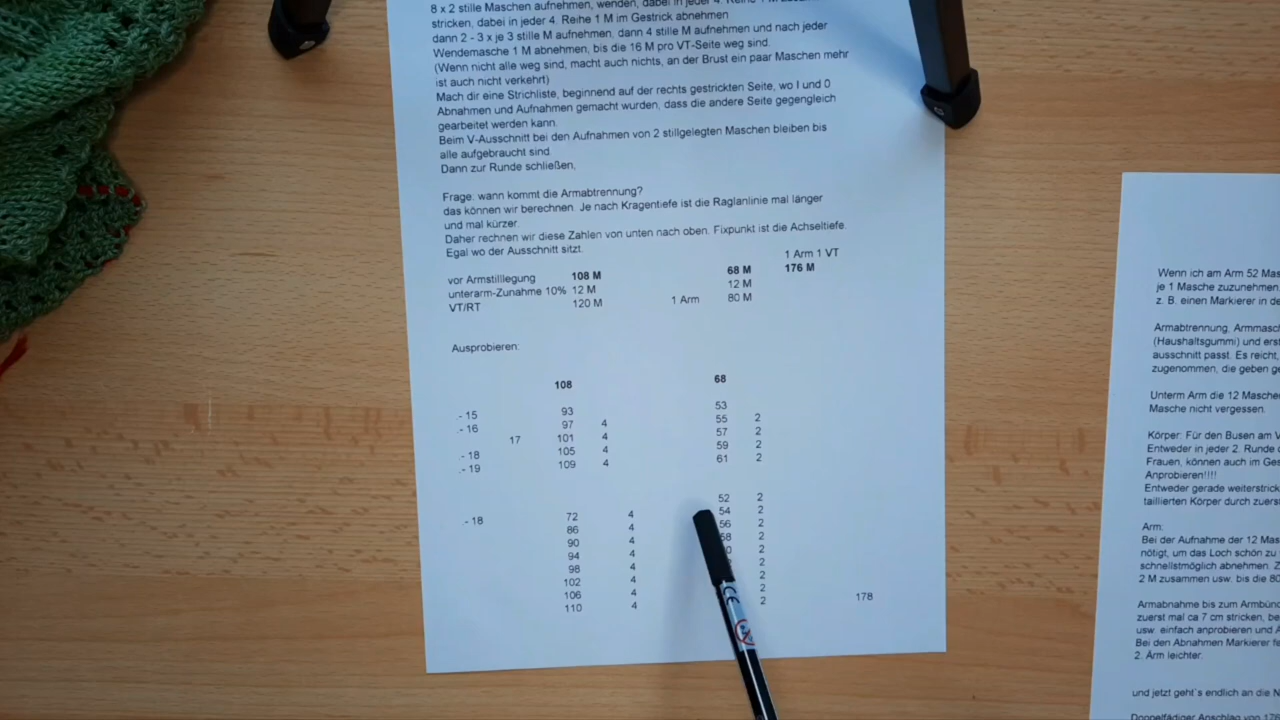 8 x 2 stille Maschen aufnehmen, wenden, dabei in jeder 4. Reihe 1 M
stricken, dabei in jeder 4. Reihe 1 M im Gestrick abnehmen
dann 2 - 3 x je 3 stille M aufnehmen, dann 4 stille M aufnehmen und nach jeder
Wendemasche 1 M abnehmen, bis die 16 M pro VT-Seite weg sind.
(Wenn nicht alle weg sind, macht auch nichts, an der Brust ein paar Maschen mehr
ist auch nicht verkehrt)
Mach dir eine Strichliste, beginnend auf der rechts gestrickten Seite, wo I und 0
Abnahmen und Aufnahmen gemacht wurden, dass die andere Seite gegengleich
gearbeitet werden kann.
Beim V-Ausschnitt bei den Aufnahmen von 2 stillgelegten Maschen bleiben bis
alle aufgebraucht sind
Dann zur Runde schließen,
Frage: wann kommt die Armabtrennung?
das können wir berechnen. Je nach Kragentiefe ist die Raglanlinie mal länger
und mal kürzer.
Daher rechnen wir diese Zahlen von unten nach oben. Fixpunkt ist die Achseltiefe.
Egal wo der Ausschnitt sitzt.
1 Arm 1 VT
vor Armstilllegung 108 M 68 M 176 M
unterarm-Zunahme 10% 12 M 12 M
VT/RT 120 M 1 Arm 80 M
Ausprobieren:
108 68
- 15 93 53
- 16 97 4 55 2
17 101 4 57 2
- 18 105 4 59 2
- 19 109 4 61 2
52 2
- 18 72 4 54 2
86 4 56 2
90 4 58 2
94 4 2
98 4 2
102 4 2
106 4 2
110 4 2 178
CE
Wenn ich am Arm 52 Mas
je 1 Masche zuzunehmen
z. B. einen Markierer in de
Armabtrennung, Armmasch
(Haushaltsgummi) und erst
ausschnitt passt. Es reicht,
zugenommen, die geben ge
Unterm Arm die 12 Masche
Masche nicht vergessen.
Körper: Für den Busen am V
Entweder in jeder 2. Runde
Frauen, können auch im Ges
Anprobieren!!!!
Entweder gerade weiterstrick
taillierten Körper durch zuers
Arm:
Bei der Aufnahme der 12 Mas
nötigt, um das Loch schön zu
schnellstmöglich abnehmen. Z
2 M zusammen usw. bis die 80
Armabnahme bis zum Armbünd
zuerst mal ca 7 cm stricken, be
usw. einfach anprobieren und A
Bei den Abnahmen Markierer fe
2. Arm leichter.
und jetzt geht`s endlich an die N
Doppelfädiger Anschlag von 178